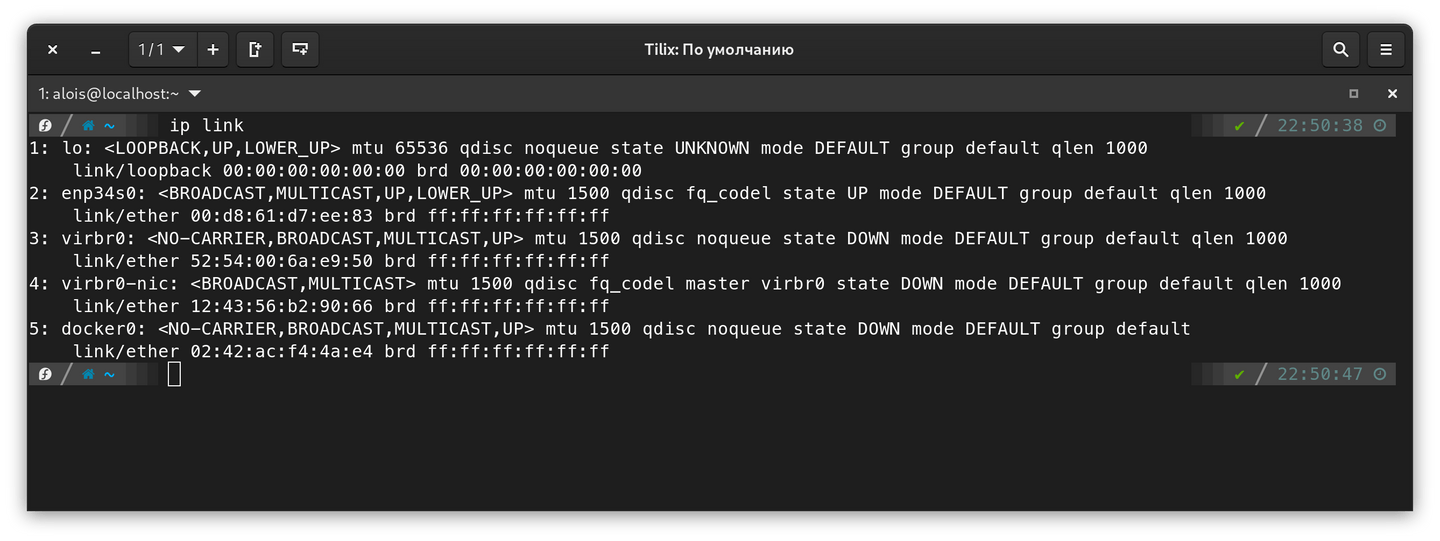 1/1
Tilix: По умолчанию
1: alois@localhost:~
~ ip link ✔ 22:50:38
1: lo: <LOOPBACK,UP,LOWER_UP> mtu 65536 qdisc noqueue state UNKNOWN mode DEFAULT group default qlen 1000
link/loopback 00:00:00:00:00:00 brd 00:00:00:00:00:00
2: enp34s0: <BROADCAST,MULTICAST,UP,LOWER_UP> mtu 1500 qdisc fq_codel state UP mode DEFAULT group default qlen 1000
link/ether 00:d8:61:d7:ee:83 brd ff:ff:ff:ff:ff:ff
3: virbr0: <NO-CARRIER,BROADCAST,MULTICAST,UP> mtu 1500 qdisc noqueue state DOWN mode DEFAULT group default qlen 1000
link/ether 52:54:00:6a:e9:50 brd ff:ff:ff:ff:ff:ff
4: virbr0-nic: <BROADCAST,MULTICAST> mtu 1500 qdisc fq_codel master virbr0 state DOWN mode DEFAULT group default qlen 1000
link/ether 12:43:56:b2:90:66 brd ff:ff:ff:ff:ff:ff
5: docker0: <NO-CARRIER,BROADCAST,MULTICAST,UP> mtu 1500 qdisc noqueue state DOWN mode DEFAULT group default
link/ether 02:42:ac:f4:4a:e4 brd ff:ff:ff:ff:ff:ff
~ ✔ 22:50:47